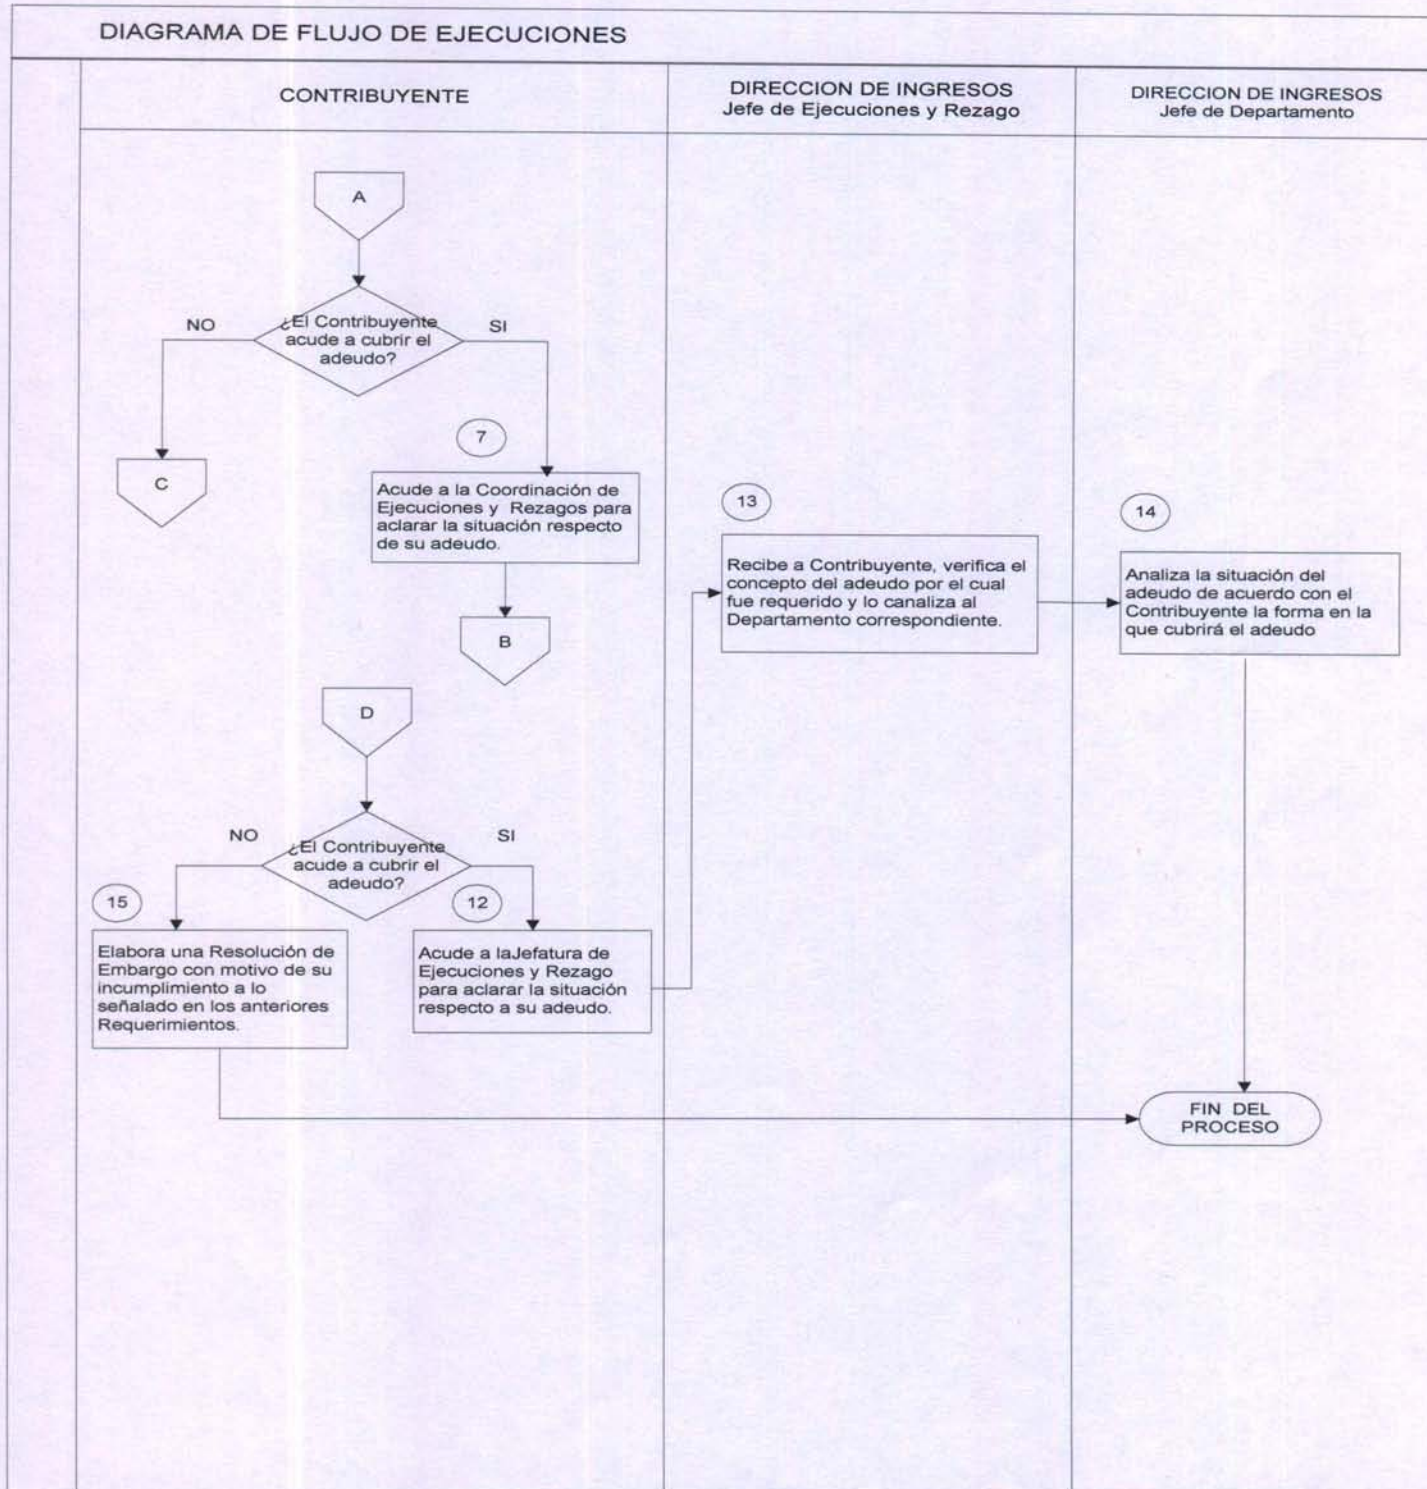 DIAGRAMA DE FLUJO DE EJECUCIONES
CONTRIBUYENTE
DIRECCION DE INGRESOS
Jefe de Ejecuciones y Rezago
DIRECCION DE INGRESOS
Jefe de Departamento
A
¿El Contribuyente
acude a cubrir el
adeudo?
NO
SI
C
7
Acude a la Coordinación de
Ejecuciones y Rezagos para
aclarar la situación respecto
de su adeudo.
B
13
Recibe a Contribuyente, verifica el
concepto del adeudo por el cual
fue requerido y lo canaliza al
Departamento correspondiente.
14
Analiza la situación del
adeudo de acuerdo con el
Contribuyente la forma en la
que cubrirá el adeudo
D
¿El Contribuyente
acude a cubrir el
adeudo?
NO
SI
15
Elabora una Resolución de
Embargo con motivo de su
incumplimiento a lo
señalado en los anteriores
Requerimientos.
12
Acude a laJefatura de
Ejecuciones y Rezago
para aclarar la situación
respecto a su adeudo.
FIN DEL
PROCESO